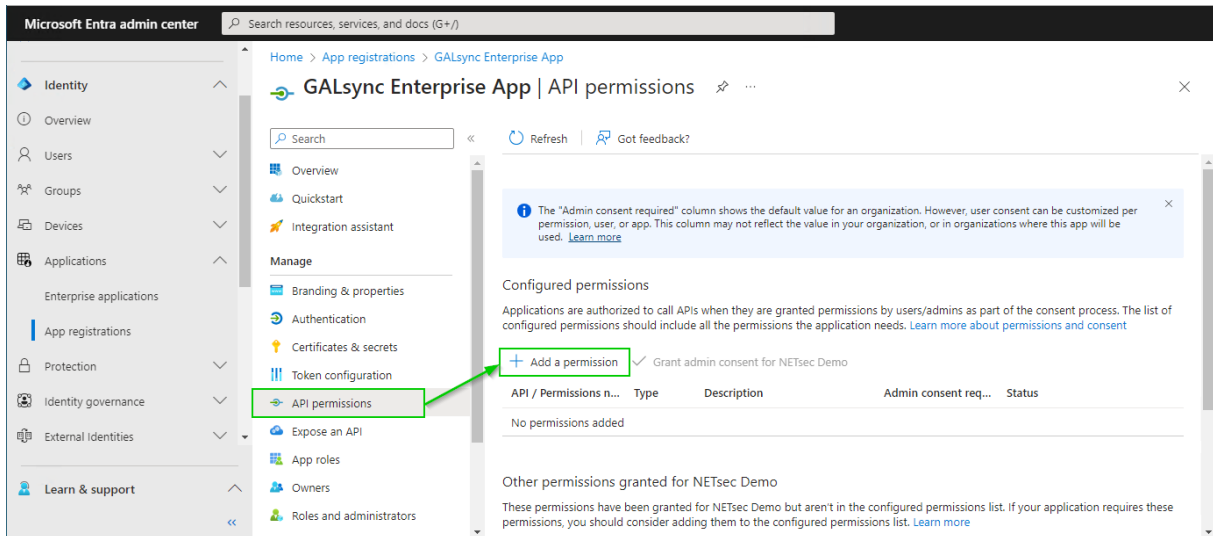 Microsoft Entra admin center
Search resources, services, and docs (G+/)
Identity
Overview
Users
Groups
Devices
Applications
Enterprise applications
App registrations
Protection
Identity governance
External Identities
Learn & support
«
Home > App registrations > GALsync Enterprise App
GALsync Enterprise App | API permissions
Search
«
Overview
Quickstart
Integration assistant
Manage
Branding & properties
Authentication
Certificates & secrets
Token configuration
API permissions
Expose an API
App roles
Owners
Roles and administrators
Refresh
Got feedback?
The "Admin consent required" column shows the default value for an organization. However, user consent can be customized per
permission, user, or app. This column may not reflect the value in your organization, or in organizations where this app will be
used. Learn more
Configured permissions
Applications are authorized to call APIs when they are granted permissions by users/admins as part of the consent process. The list of
configured permissions should include all the permissions the application needs. Learn more about permissions and consent
Add a permission
Grant admin consent for NETsec Demo
API / Permissions n... Type Description Admin consent req... Status
No permissions added
Other permissions granted for NETsec Demo
These permissions have been granted for NETsec Demo but aren't in the configured permissions list. If your application requires these
permissions, you should consider adding them to the configured permissions list. Learn more